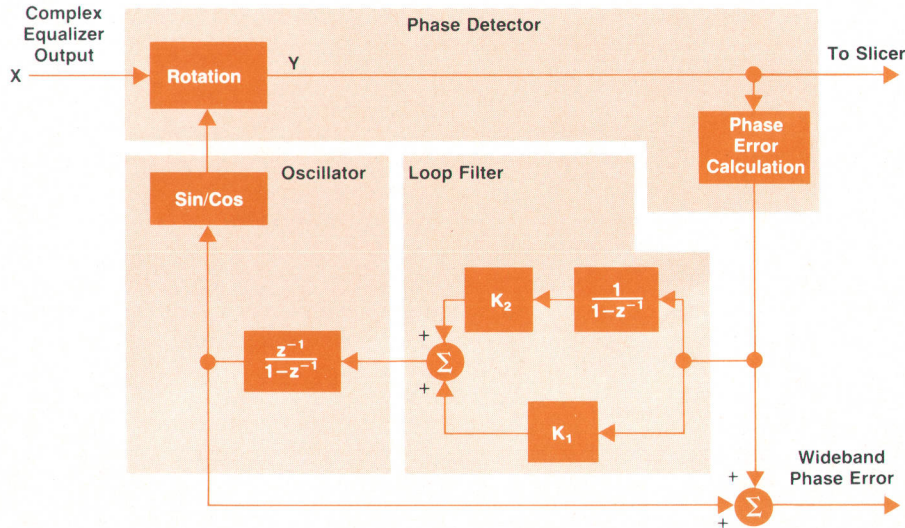 Complex
Equalizer
Output
Phase Detector
X
Rotation
Y
To Slicer
Phase
Error
Calculation
Oscillator
Loop Filter
Sin/Cos
K₂
1
1−z⁻¹
+
Σ
+
z⁻¹
1−z⁻¹
K₁
Wideband
Phase Error
+
Σ
+